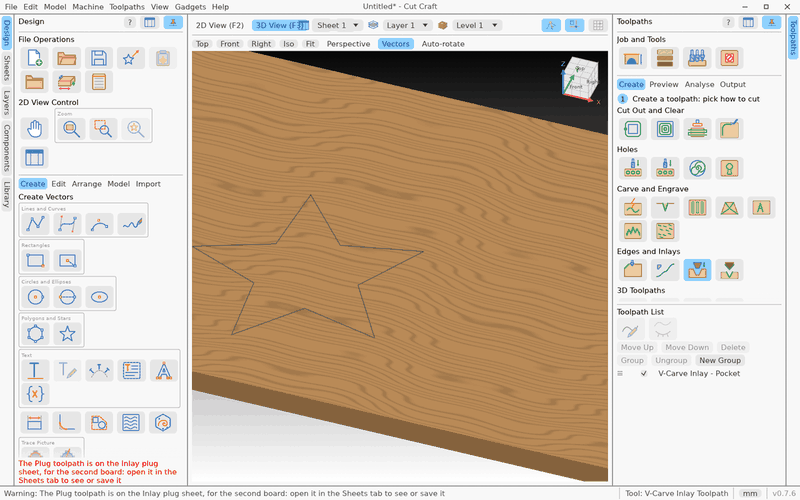 Untitled* - Cut Craft
File Edit Model Machine Toolpaths View Gadgets Help
Design
Sheets
Layers
Components
Library
Design ?
File Operations
2D View Control
Zoom
Create Edit Arrange Model Import
Create Vectors
Lines and Curves
Rectangles
Circles and Ellipses
Polygons and Stars
Text
Trace Picture
The Plug toolpath is on the Inlay plug
sheet, for the second board: open it in the
Sheets tab to see or save it
2D View (F2) 3D View (F3) Sheet 1 Layer 1 Level 1
Top Front Right Iso Fit Perspective Vectors Auto-rotate
Z
Front
X
Toolpaths ?
Job and Tools
Create Preview Analyse Output
1 Create a toolpath: pick how to cut
Cut Out and Clear
Holes
Carve and Engrave
Edges and Inlays
3D Toolpaths
Toolpath List
Move Up Move Down Delete
Group Ungroup New Group
V-Carve Inlay - Pocket
Toolpaths
Warning: The Plug toolpath is on the Inlay plug sheet, for the second board: open it in the Sheets tab to see or save it
Tool: V-Carve Inlay Toolpath mm v0.7.6